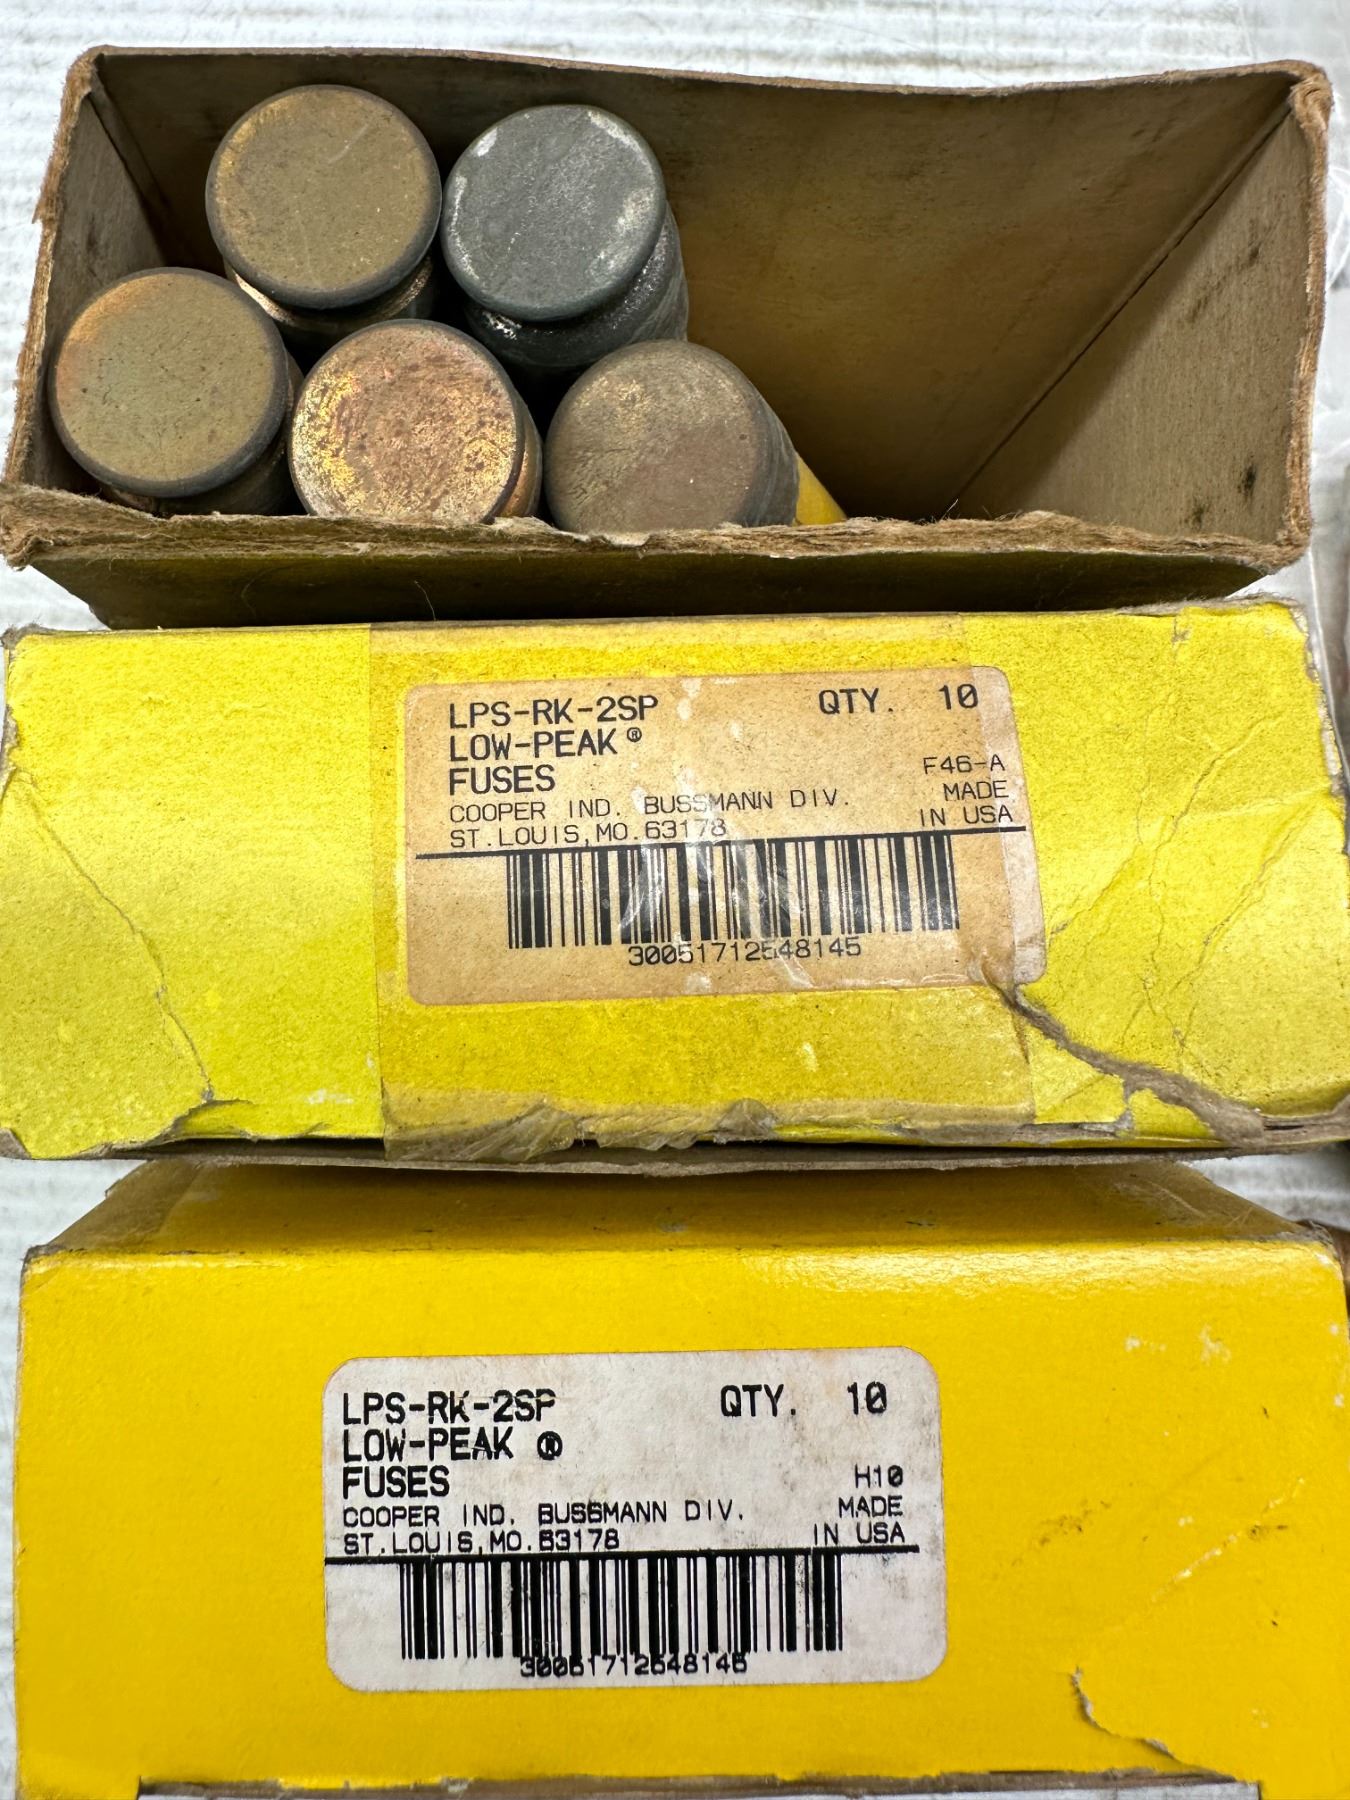 LPS-RK-2SP QTY. 10
LOW-PEAK®
FUSES F46-A
COOPER IND. BUSSMANN DIV. MADE
ST.LOUIS,MO.63178 IN USA
30051712548145
LPS-RK-2SP QTY. 10
LOW-PEAK ®
FUSES H10
COOPER IND. BUSSMANN DIV. MADE
ST.LOUIS,MO.63178 IN USA
30051712548145